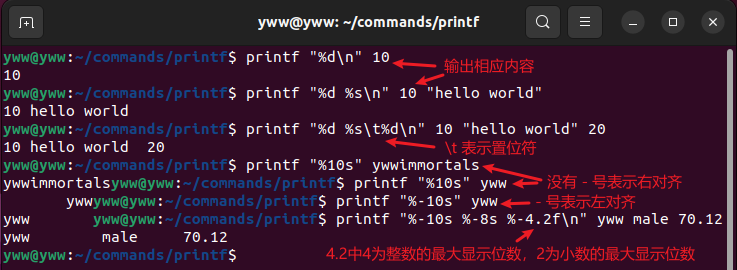 yww@yww: ~/commands/printf
yww@yww:~/commands/printf$ printf "%d\n" 10
10
输出相应内容
yww@yww:~/commands/printf$ printf "%d %s\n" 10 "hello world"
10 hello world
yww@yww:~/commands/printf$ printf "%d %s\t%d\n" 10 "hello world" 20
10 hello world  20
\t 表示置位符
yww@yww:~/commands/printf$ printf "%10s" ywwimmortals
ywwimmortalsyww@yww:~/commands/printf$ printf "%10s" yww
没有 - 号表示右对齐
       ywwyww@yww:~/commands/printf$ printf "%-10s" yww
- 号表示左对齐
yww       yww@yww:~/commands/printf$ printf "%-10s %-8s %-4.2f\n" yww male 70.12
yww        male     70.12
yww@yww:~/commands/printf$
4.2中4为整数的最大显示位数，2为小数的最大显示位数